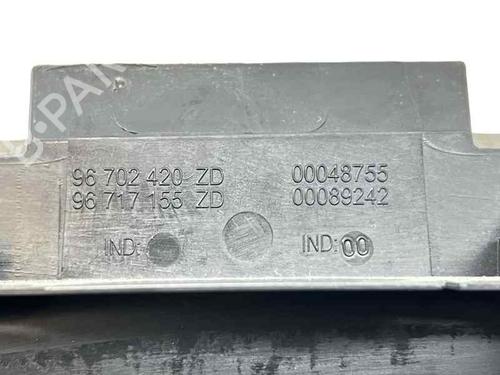 B-PARTS
96 702 420 ZD 00048755
96 717 155 ZD 00089242
IND: IND: 00